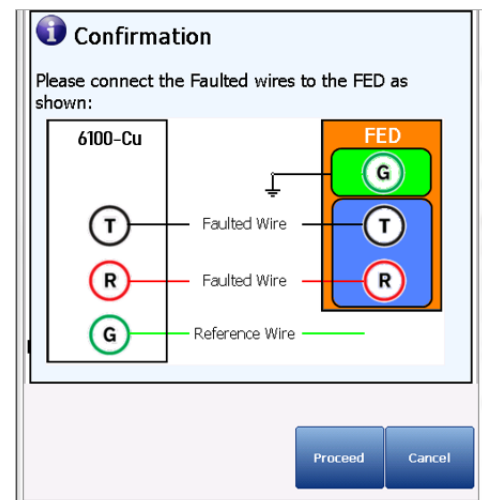 Confirmation
Please connect the Faulted wires to the FED as
shown:
6100-Cu
FED
G
T Faulted Wire T
R Faulted Wire R
G Reference Wire
Proceed Cancel